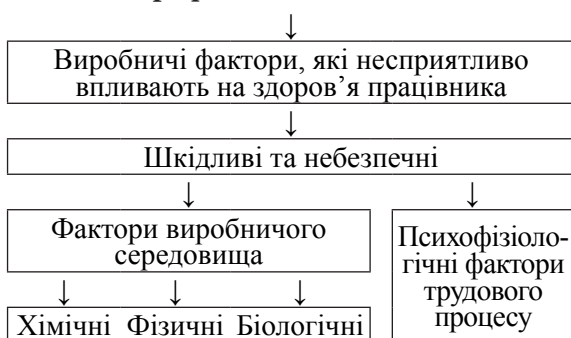 ↓
Виробничі фактори, які несприятливо
впливають на здоров’я працівника
↓
Шкідливі та небезпечні
↓ ↓
Фактори виробничого
середовища
↓ ↓ ↓
Хімічні Фізичні Біологічні
Психофізіоло-
гічні фактори
трудового
процесу